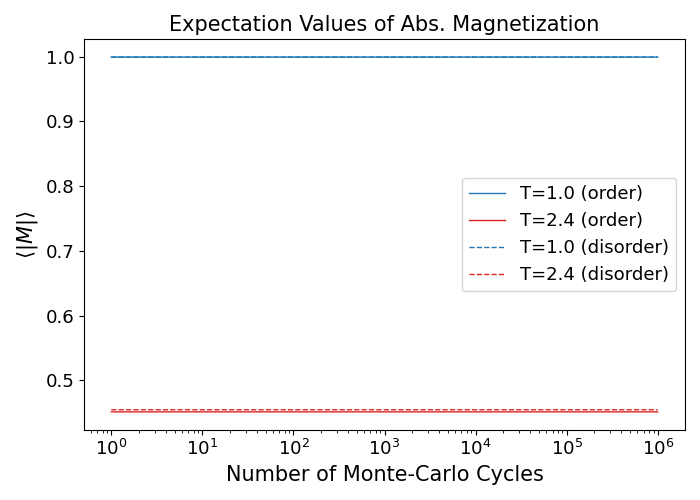 Expectation Values of Abs. Magnetization
⟨|M|⟩
1.0
0.9
0.8
0.7
0.6
0.5
T=1.0 (order)
T=2.4 (order)
T=1.0 (disorder)
T=2.4 (disorder)
10⁰ 10¹ 10² 10³ 10⁴ 10⁵ 10⁶
Number of Monte-Carlo Cycles